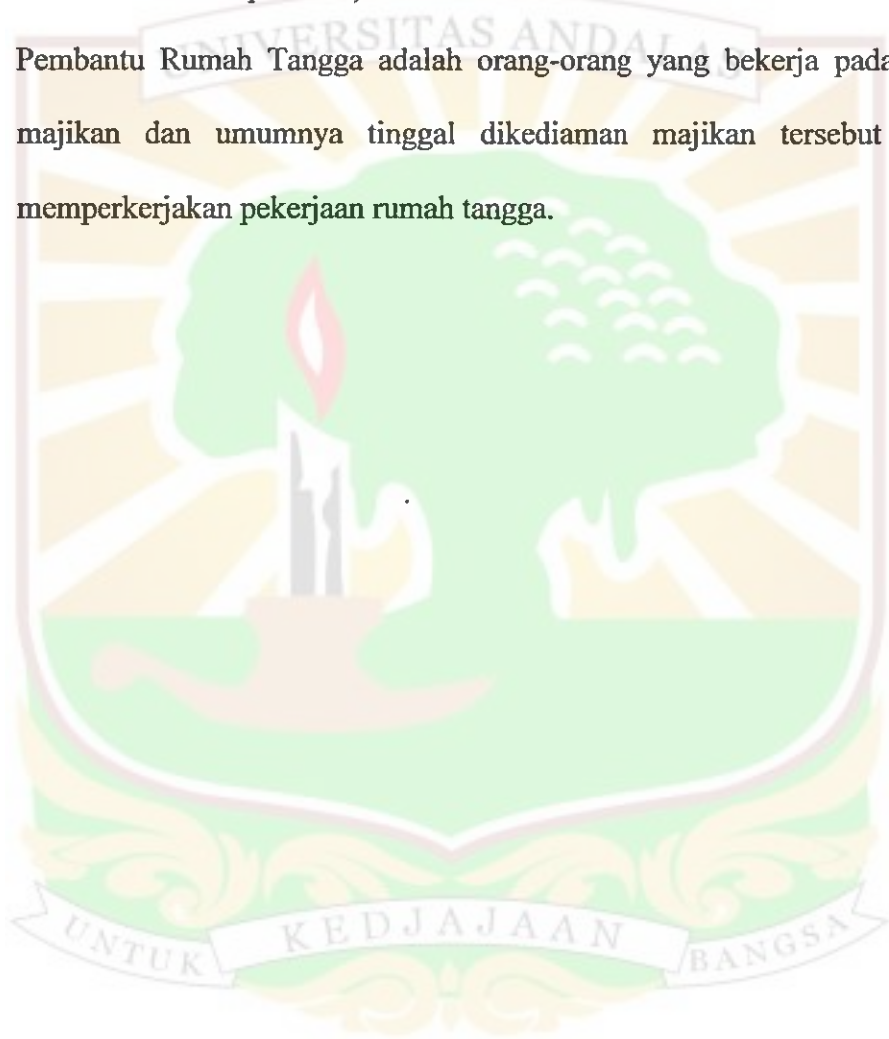 UNIVERSITAS ANDALAS
Pembantu Rumah Tangga adalah orang-orang yang bekerja pada
majikan dan umumnya tinggal dikediaman majikan tersebut
memperkerjakan pekerjaan rumah tangga.
UNTUK KEDJAJAAN BANGSA